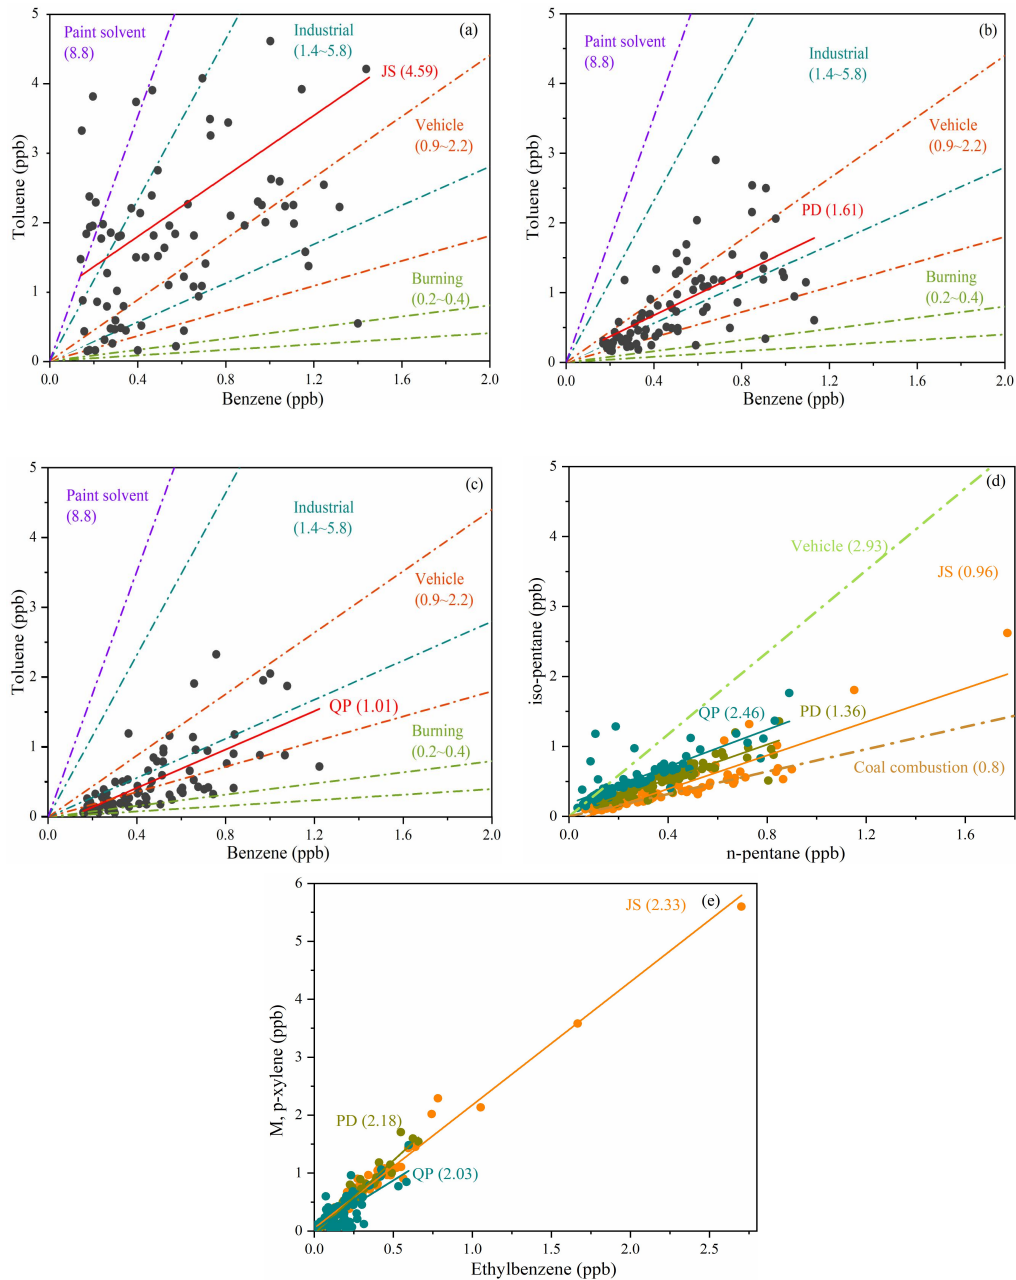 (a)
Paint solvent
(8.8)
Industrial
(1.4~5.8)
JS (4.59)
Vehicle
(0.9~2.2)
Burning
(0.2~0.4)
5
4
3
2
1
0
0.0
0.4
0.8
1.2
1.6
2.0
Toluene (ppb)
Benzene (ppb)
(b)
Paint solvent
(8.8)
Industrial
(1.4~5.8)
Vehicle
(0.9~2.2)
PD (1.61)
Burning
(0.2~0.4)
5
4
3
2
1
0
0.0
0.4
0.8
1.2
1.6
2.0
Toluene (ppb)
Benzene (ppb)
(c)
Paint solvent
(8.8)
Industrial
(1.4~5.8)
Vehicle
(0.9~2.2)
QP (1.01)
Burning
(0.2~0.4)
5
4
3
2
1
0
0.0
0.4
0.8
1.2
1.6
2.0
Toluene (ppb)
Benzene (ppb)
(d)
Vehicle (2.93)
JS (0.96)
QP (2.46)
PD (1.36)
Coal combustion (0.8)
5
4
3
2
1
0
0.0
0.4
0.8
1.2
1.6
iso-pentane (ppb)
n-pentane (ppb)
(e)
JS (2.33)
PD (2.18)
QP (2.03)
6
5
4
3
2
1
0
0.0
0.5
1.0
1.5
2.0
2.5
M, p-xylene (ppb)
Ethylbenzene (ppb)